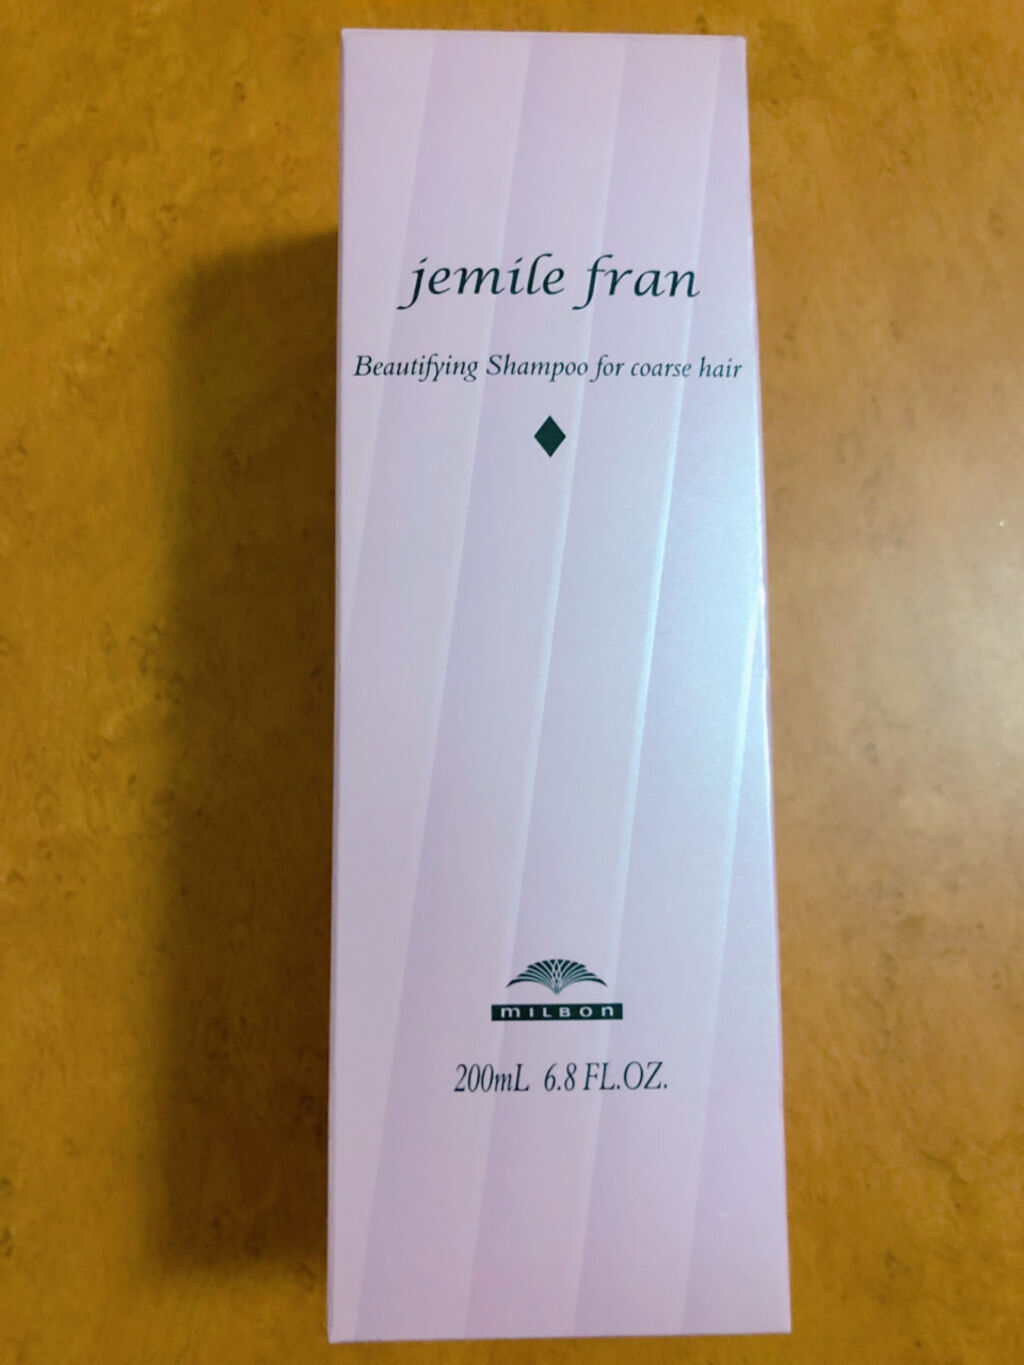 jemile fran
Beautifying Shampoo for coarse hair
MILBON
200mL 6.8 FL.OZ.